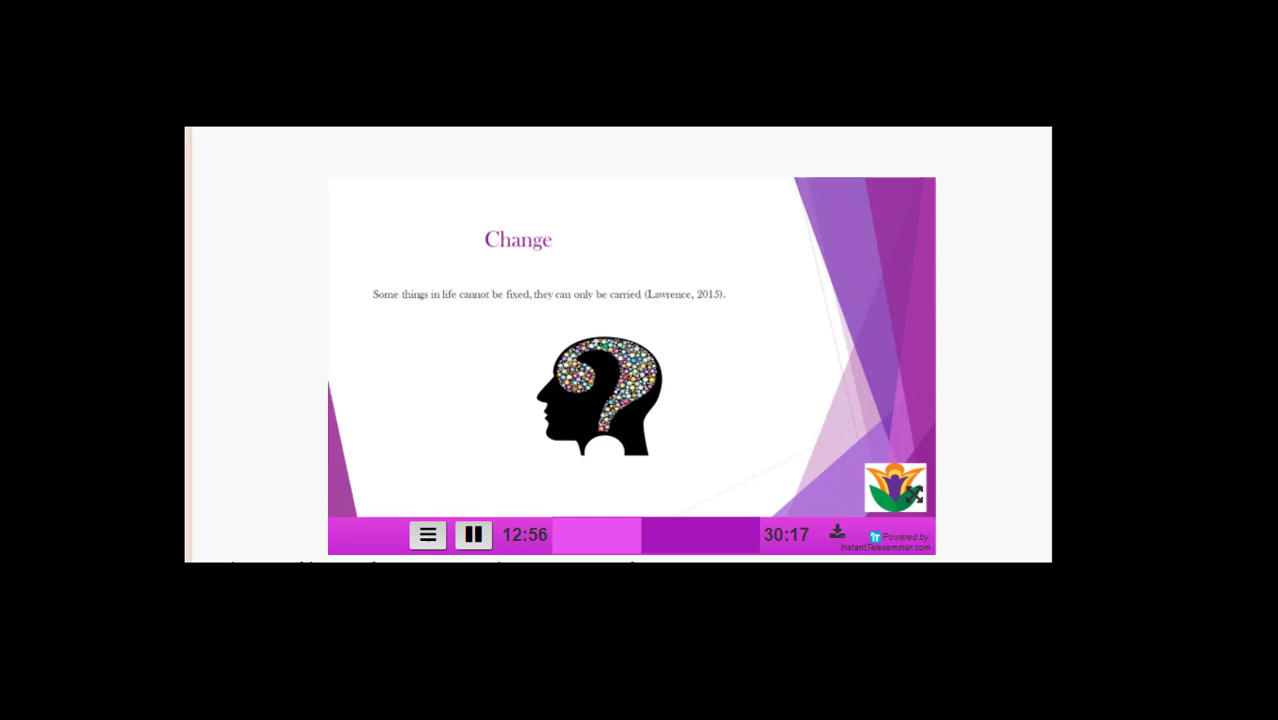 Change
Some things in life cannot be fixed, they can only be carried (Lawrence, 2015).
12:56
30:17
Powered by
InstantTeleseminar.com